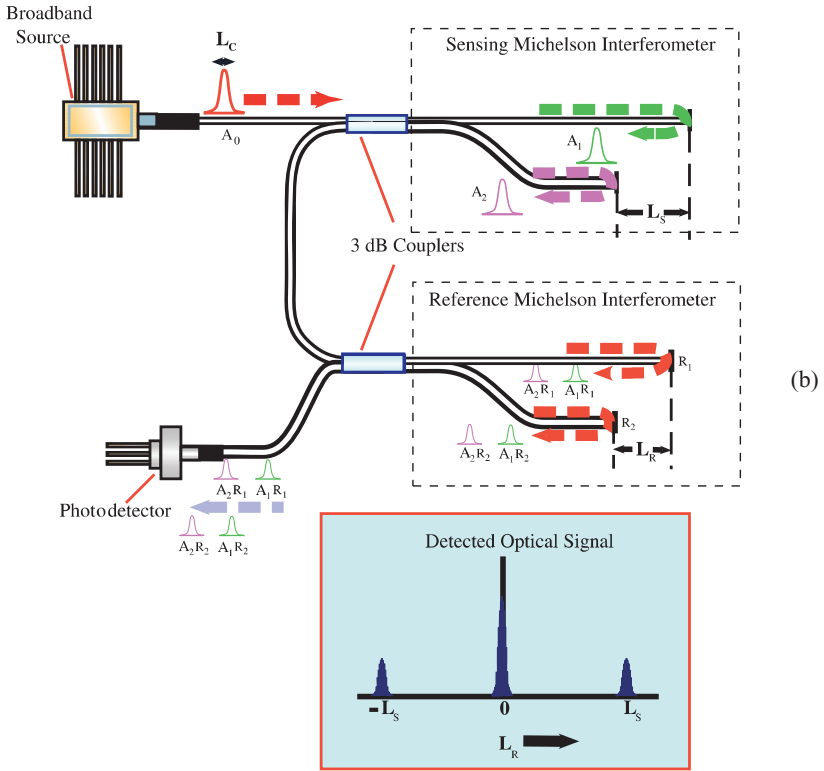 Broadband
Source
L_C
A_0
Sensing Michelson Interferometer
A_1
A_2
L_S
3 dB Couplers
Reference Michelson Interferometer
R_1
A_2R_1 A_1R_1
R_2
A_2R_2 A_1R_2
L_R
(b)
Photodetector
A_2R_1 A_1R_1
A_2R_2 A_1R_2
Detected Optical Signal
-L_S 0 L_S
L_R